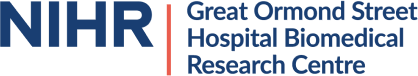 NIHR
Great Ormond Street
Hospital Biomedical
Research Centre